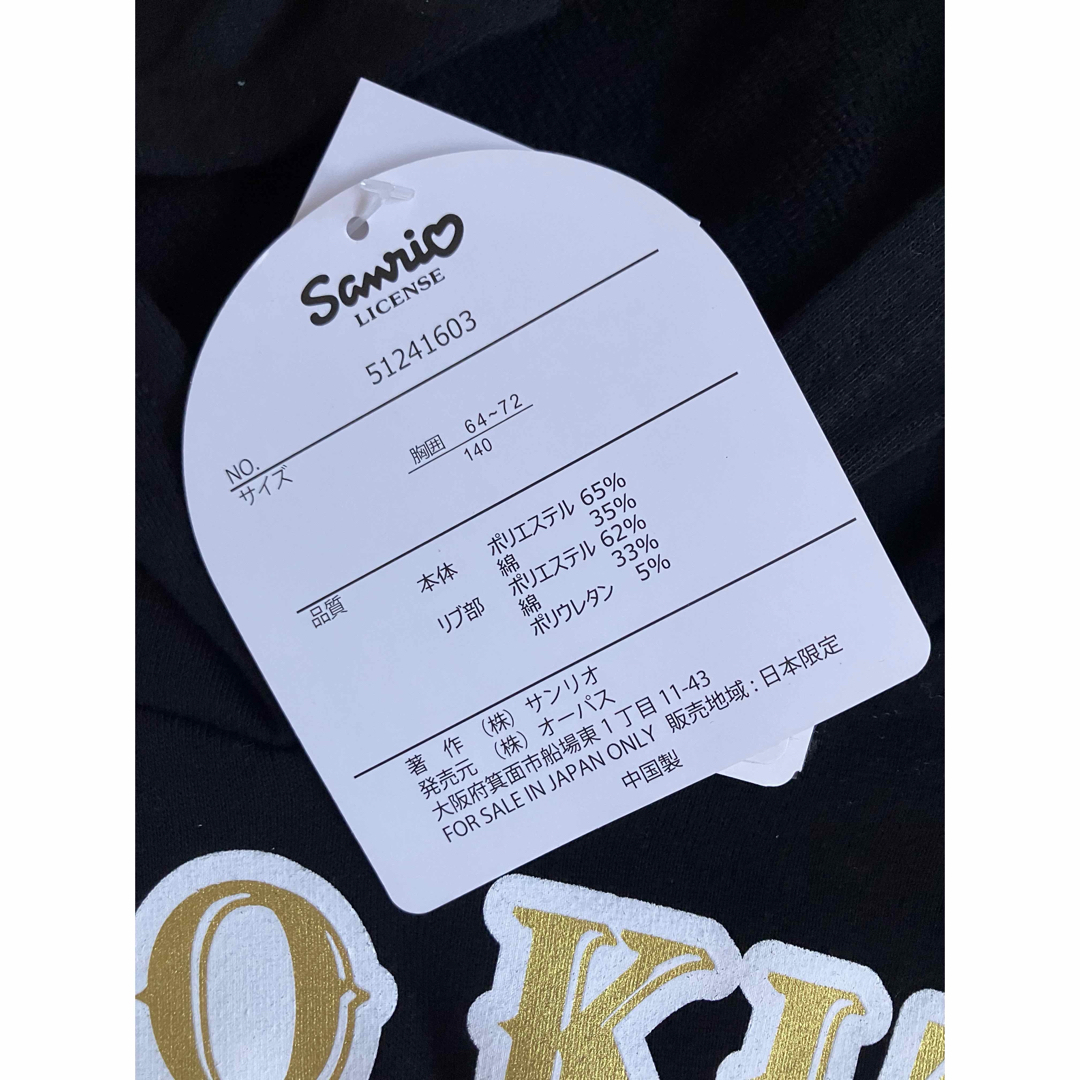 Sanrio
LICENSE
NO. 51241603
サイズ 胸囲 64~72
140
品質 本体 ポリエステル 65%
綿 35%
リブ部 ポリエステル 62%
綿 33%
ポリウレタン 5%
著 作 (株) サンリオ
発売元 (株) オーパス
大阪府箕面市船場東1丁目11-43
FOR SALE IN JAPAN ONLY 販売地域:日本限定
中国製
O KI